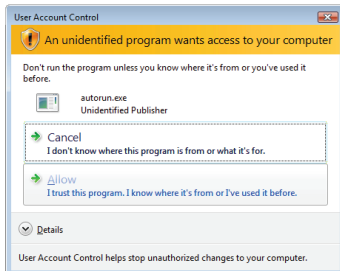 User Account Control
An unidentified program wants access to your computer
Don't run the program unless you know where it's from or you've used it
before.
autorun.exe
Unidentified Publisher
Cancel
I don't know where this program is from or what it's for.
Allow
I trust this program. I know where it's from or I've used it before.
Details
User Account Control helps stop unauthorized changes to your computer.